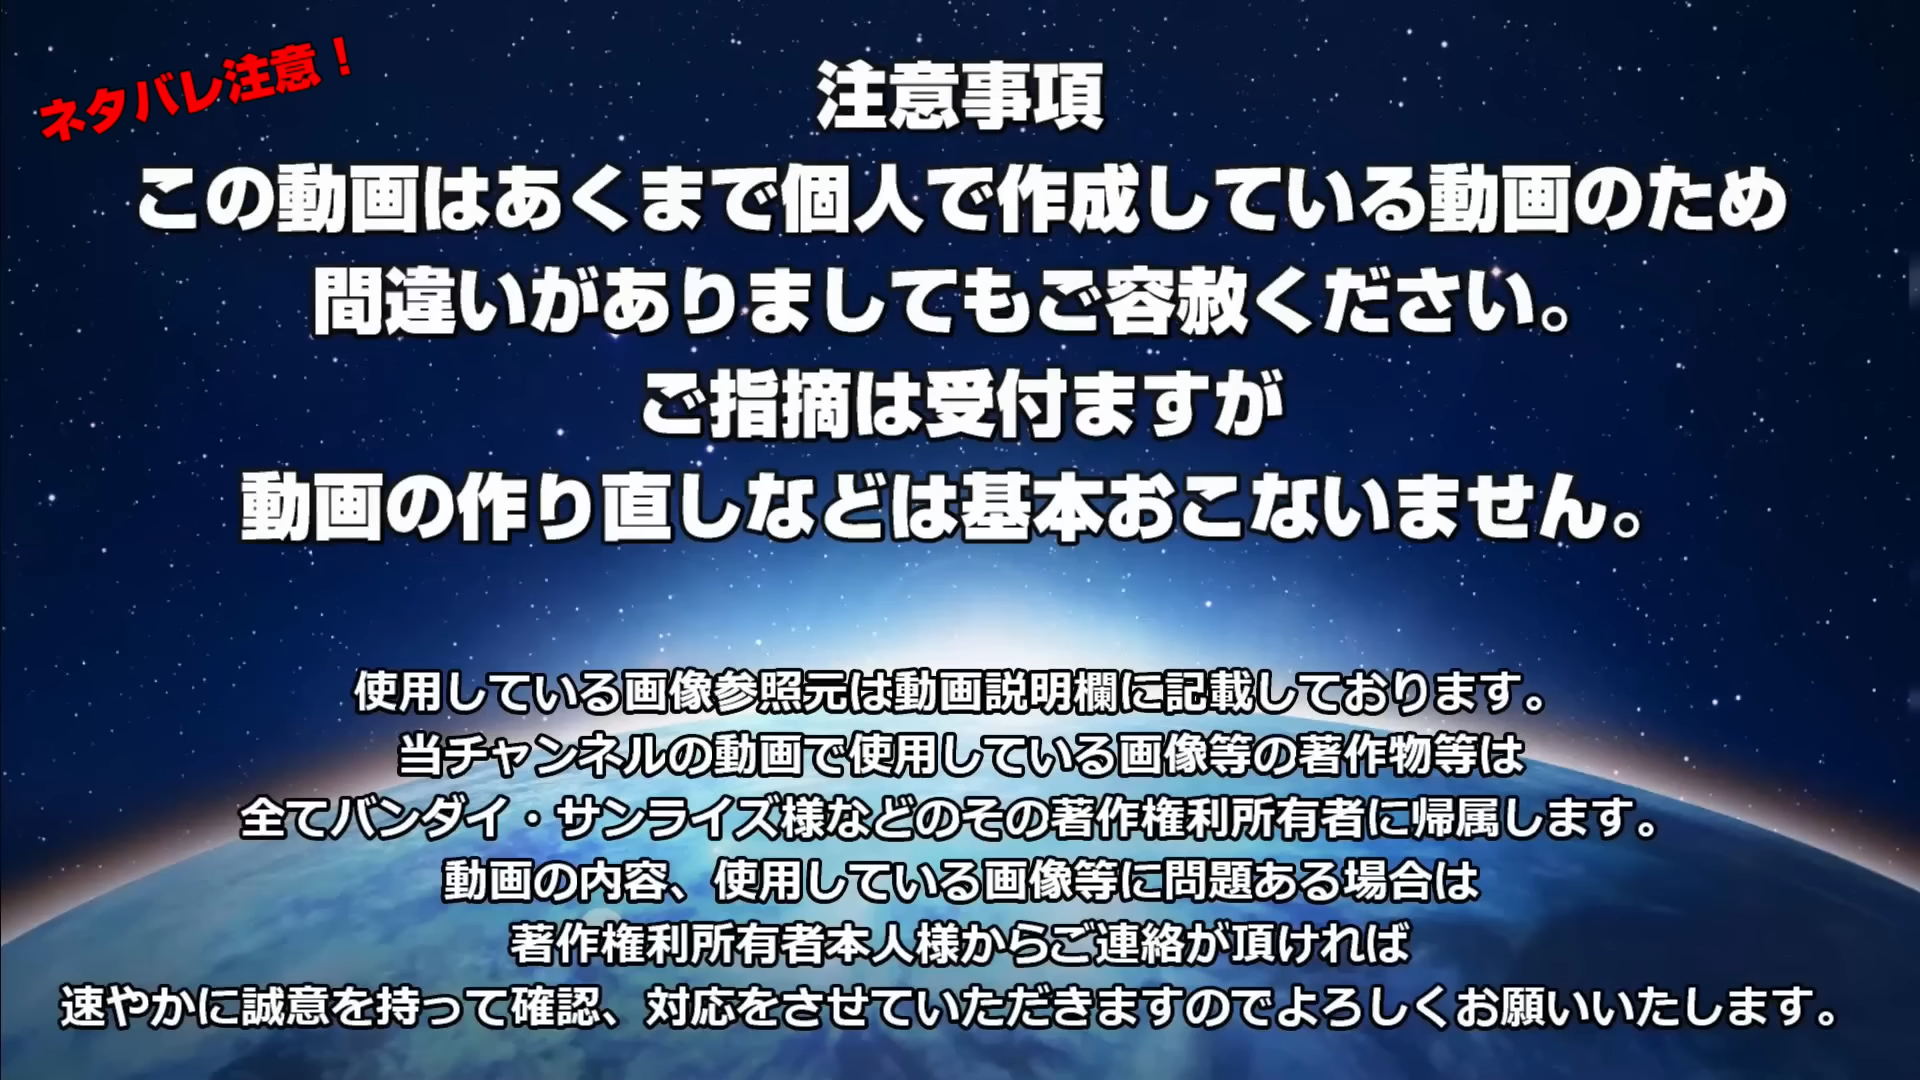 ネタバレ注意！
注意事項
この動画はあくまで個人で作成している動画のため
間違いがありましてもご容赦ください。
ご指摘は受付ますが
動画の作り直しなどは基本おこないません。
使用している画像参照元は動画説明欄に記載しております。
当チャンネルの動画で使用している画像等の著作物等は
全てバンダイ・サンライズ様などのその著作権利所有者に帰属します。
動画の内容、使用している画像等に問題ある場合は
著作権利所有者本人様からご連絡が頂ければ
速やかに誠意を持って確認、対応をさせていただきますのでよろしくお願いいたします。